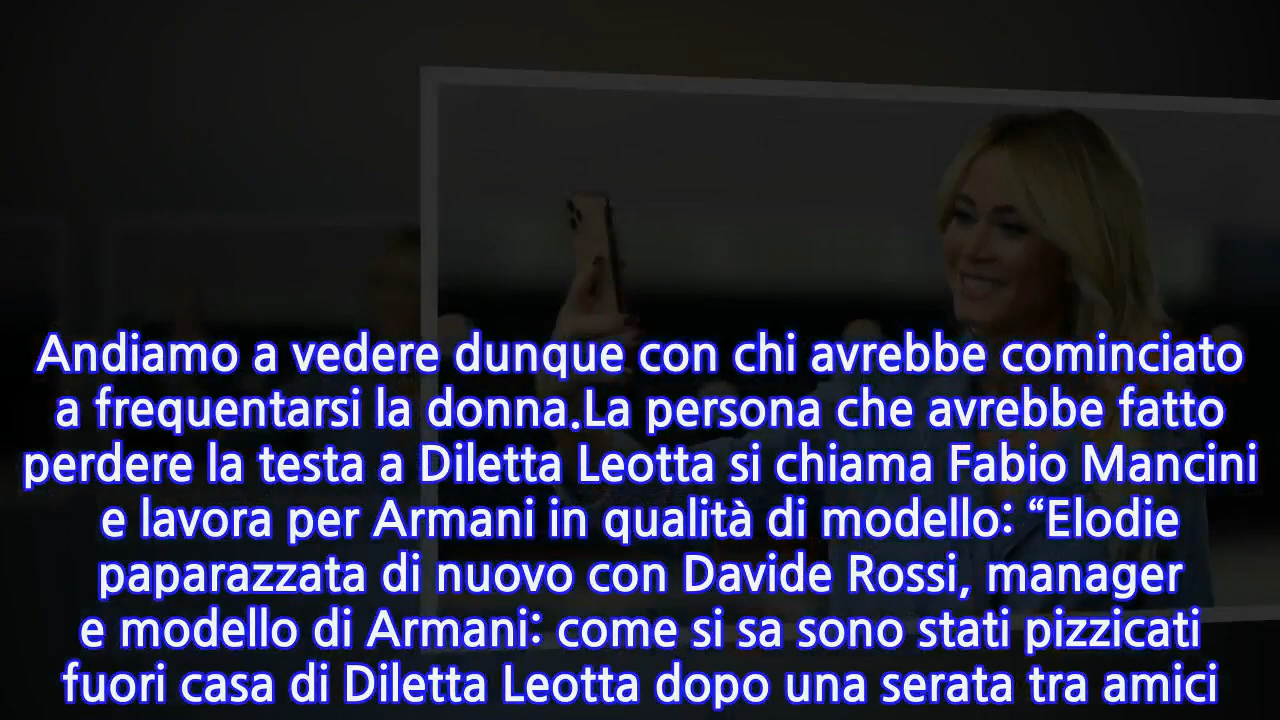 Andiamo a vedere dunque con chi avrebbe cominciato
a frequentarsi la donna.La persona che avrebbe fatto
perdere la testa a Diletta Leotta si chiama Fabio Mancini
e lavora per Armani in qualità di modello: “Elodie
paparazzata di nuovo con Davide Rossi, manager
e modello di Armani: come si sa sono stati pizzicati
fuori casa di Diletta Leotta dopo una serata tra amici